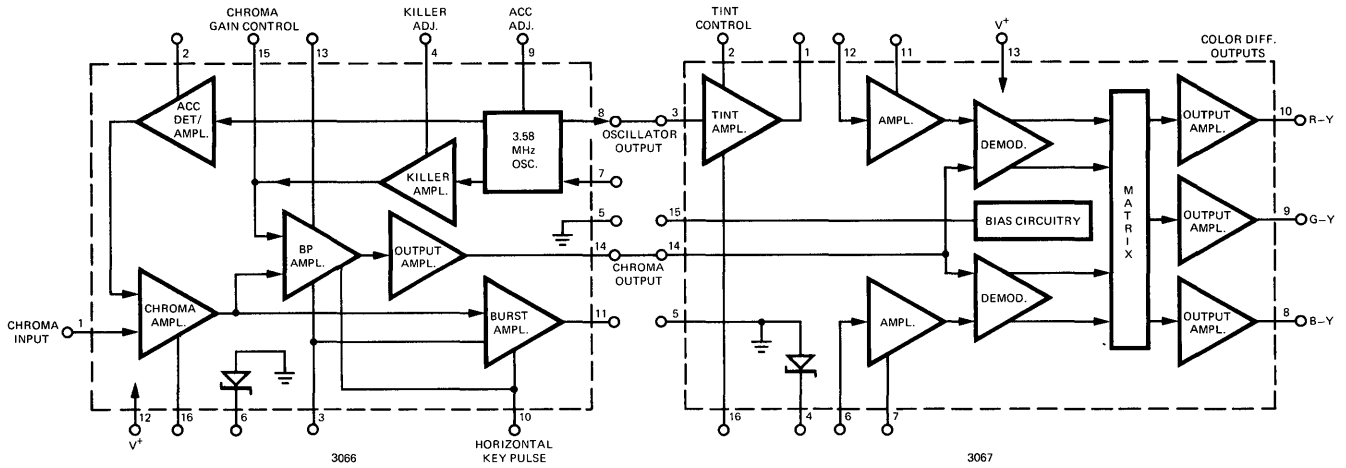 CHROMA
GAIN CONTROL
KILLER
ADJ.
ACC
ADJ.
TINT
CONTROL
V+
COLOR DIFF.
OUTPUTS
2
15
13
4
9
2
1
12
11
13
ACC
DET/
AMPL.
3.58
MHz
OSC.
8
OSCILLATOR
OUTPUT
3
TINT
AMPL.
AMPL.
DEMOD.
OUTPUT
AMPL.
10
R–Y
KILLER
AMPL.
7
5
15
BIAS CIRCUITRY
MATRIX
OUTPUT
AMPL.
9
G–Y
BP
AMPL.
OUTPUT
AMPL.
14
CHROMA
OUTPUT
14
DEMOD.
CHROMA
INPUT
1
CHROMA
AMPL.
BURST
AMPL.
11
5
AMPL.
OUTPUT
AMPL.
8
B–Y
12
V+
16
6
3
10
HORIZONTAL
KEY PULSE
16
4
6
7
3066
3067